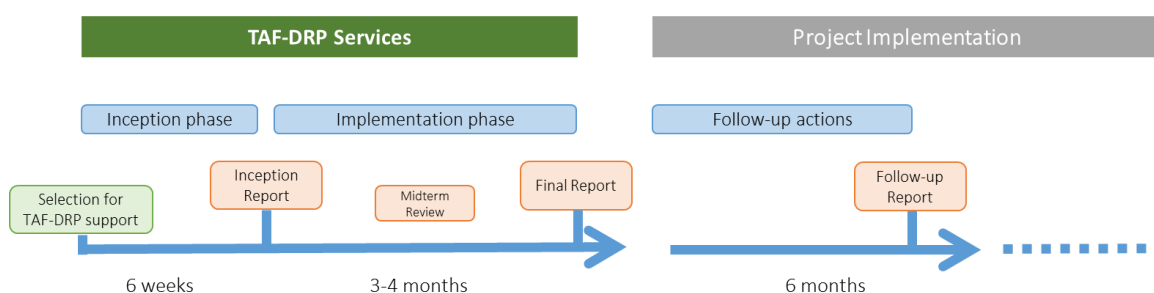 TAF-DRP Services
Project Implementation
Inception phase
Implementation phase
Follow-up actions
Selection for
TAF-DRP support
Inception
Report
Midterm
Review
Final Report
Follow-up
Report
6 weeks
3-4 months
6 months